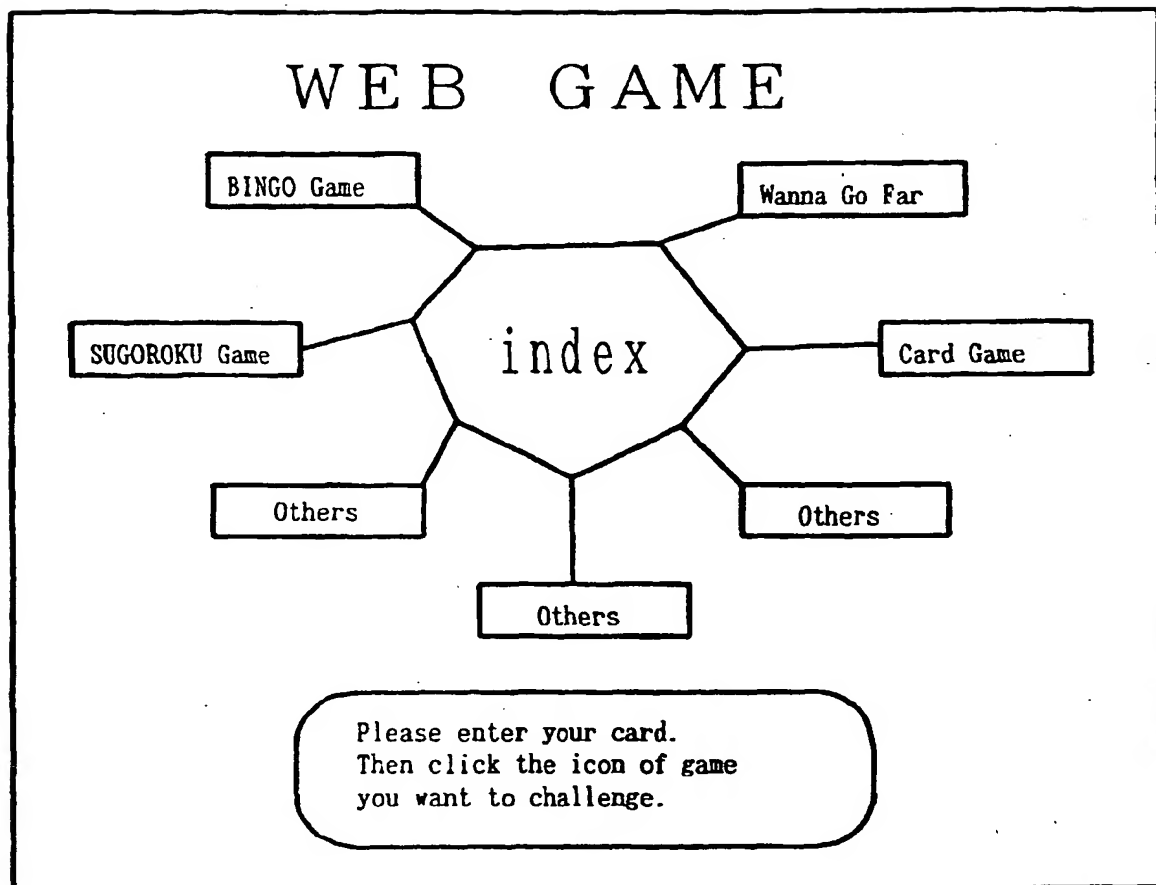 WEB GAME
BINGO Game
Wanna Go Far
SUGOROKU Game
index
Card Game
Others
Others
Others
Please enter your card.
Then click the icon of game
you want to challenge.